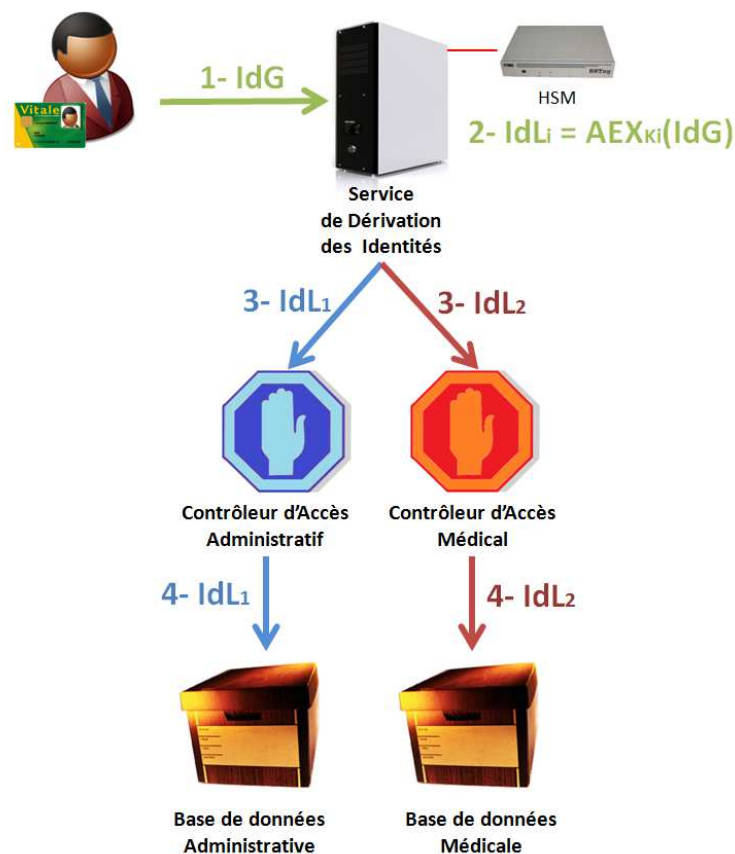 1- IdG
Vitale
HSM
2- IdLi = AEXKi(IdG)
Service
de Dérivation
des Identités
3- IdL1
3- IdL2
Contrôleur d'Accès
Administratif
Contrôleur d'Accès
Médical
4- IdL1
4- IdL2
Base de données
Administrative
Base de données
Médicale